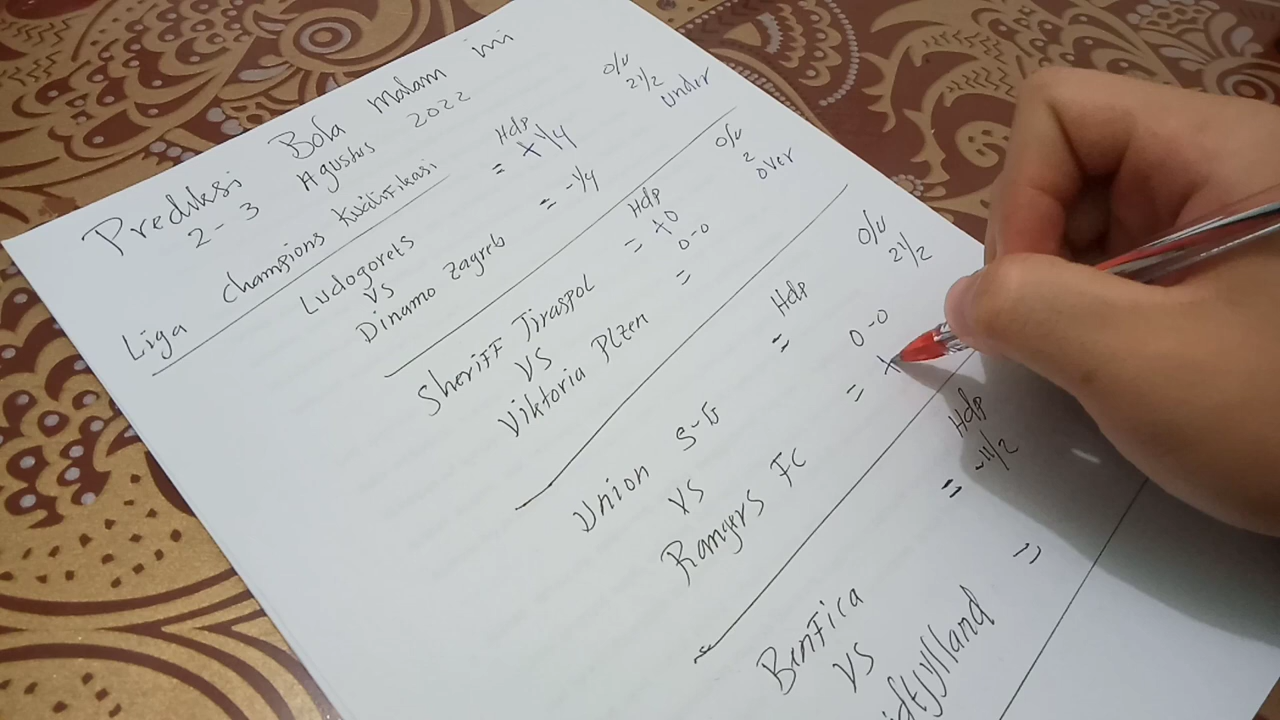 Prediksi Bola Malam ini
2-3 Agustus 2022
Liga Champions Kualifikasi
Hdp O/U
Ludogorets = +1/4 2 1/2
VS under
Dinamo Zagreb = -1/4
Hdp O/U
Sheriff Tiraspol = +0 2
VS over
Viktoria Plzen = 0-0
Hdp O/U
Union S-G = 0-0 2 1/2
VS
Rangers FC = +
Hdp
Benfica = -1 1/2
VS
idtjylland =